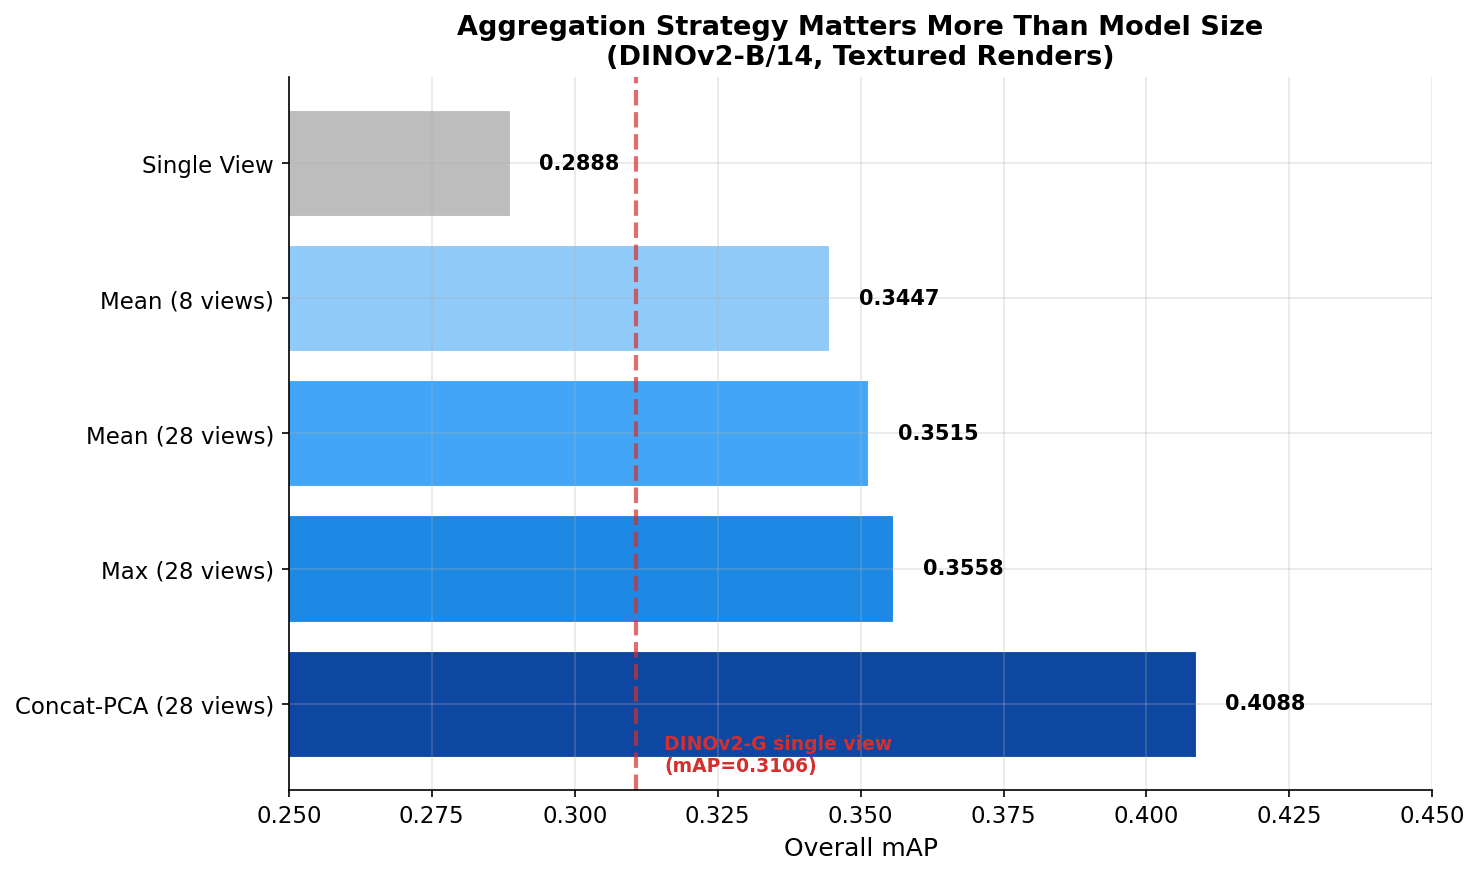 Aggregation Strategy Matters More Than Model Size
(DINOv2-B/14, Textured Renders)
Single View
0.2888
Mean (8 views)
0.3447
Mean (28 views)
0.3515
Max (28 views)
0.3558
Concat-PCA (28 views)
0.4088
DINOv2-G single view
(mAP=0.3106)
0.250 0.275 0.300 0.325 0.350 0.375 0.400 0.425 0.450
Overall mAP